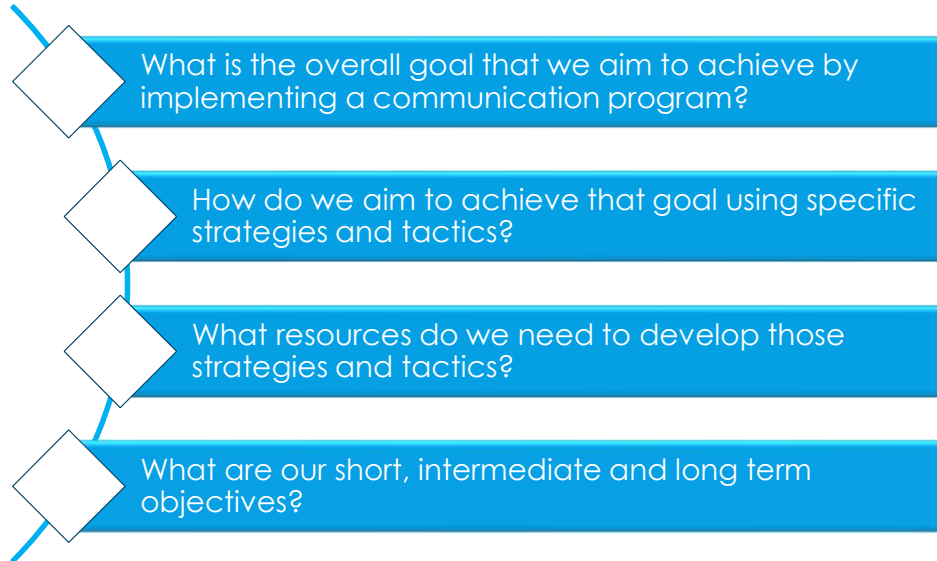 What is the overall goal that we aim to achieve by
implementing a communication program?
How do we aim to achieve that goal using specific
strategies and tactics?
What resources do we need to develop those
strategies and tactics?
What are our short, intermediate and long term
objectives?